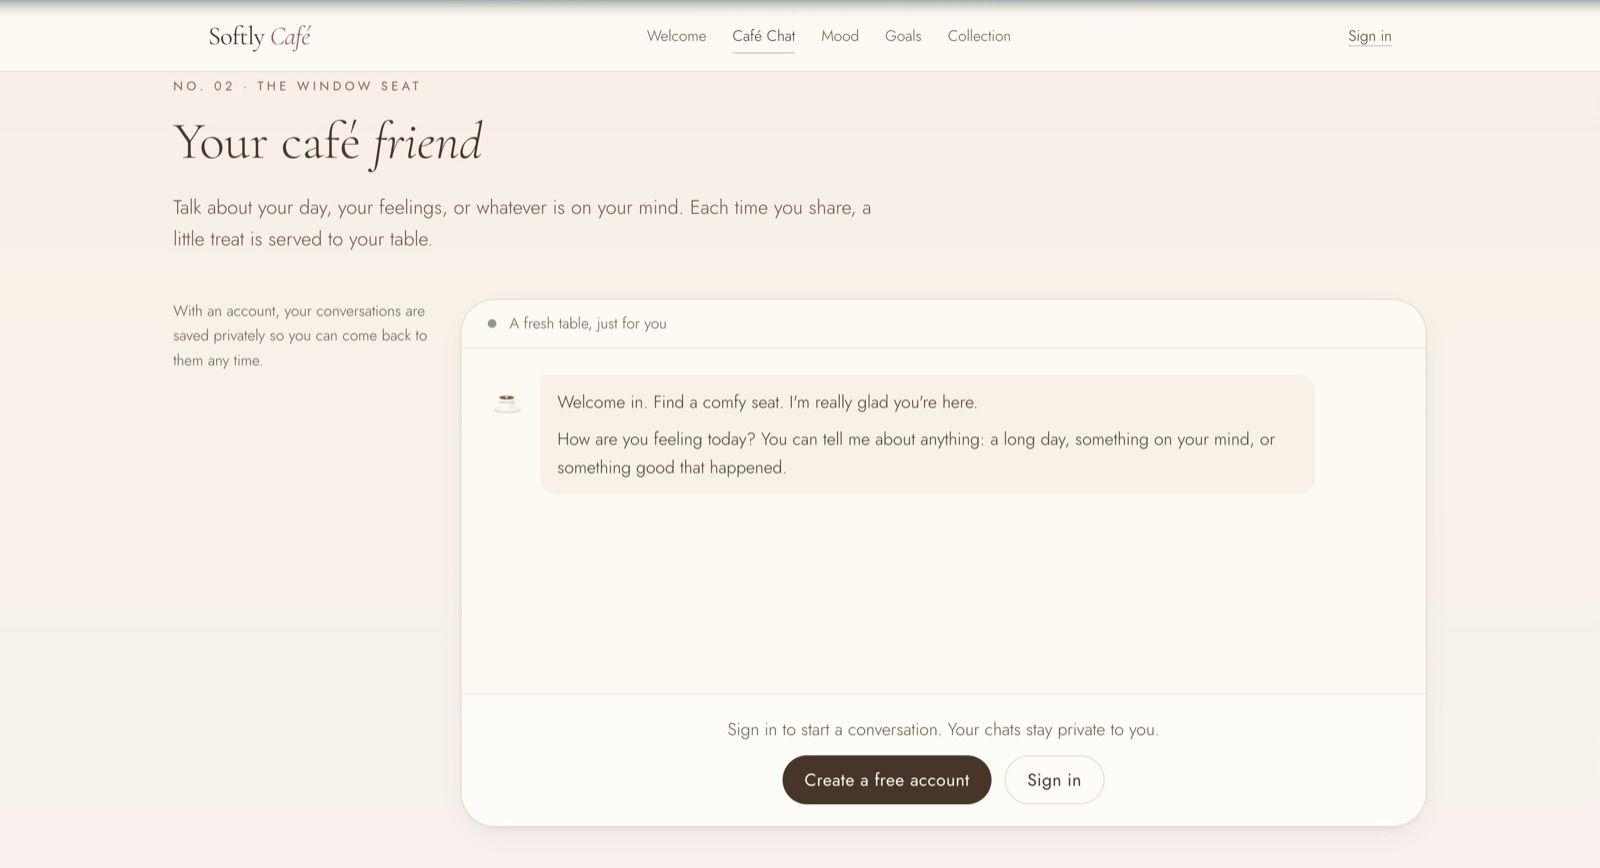 Softly Café
Welcome Café Chat Mood Goals Collection
Sign in
NO. 02 · THE WINDOW SEAT
Your café friend
Talk about your day, your feelings, or whatever is on your mind. Each time you share, a
little treat is served to your table.
With an account, your conversations are
saved privately so you can come back to
them any time.
A fresh table, just for you
Welcome in. Find a comfy seat. I'm really glad you're here.
How are you feeling today? You can tell me about anything: a long day, something on your mind, or
something good that happened.
Sign in to start a conversation. Your chats stay private to you.
Create a free account
Sign in